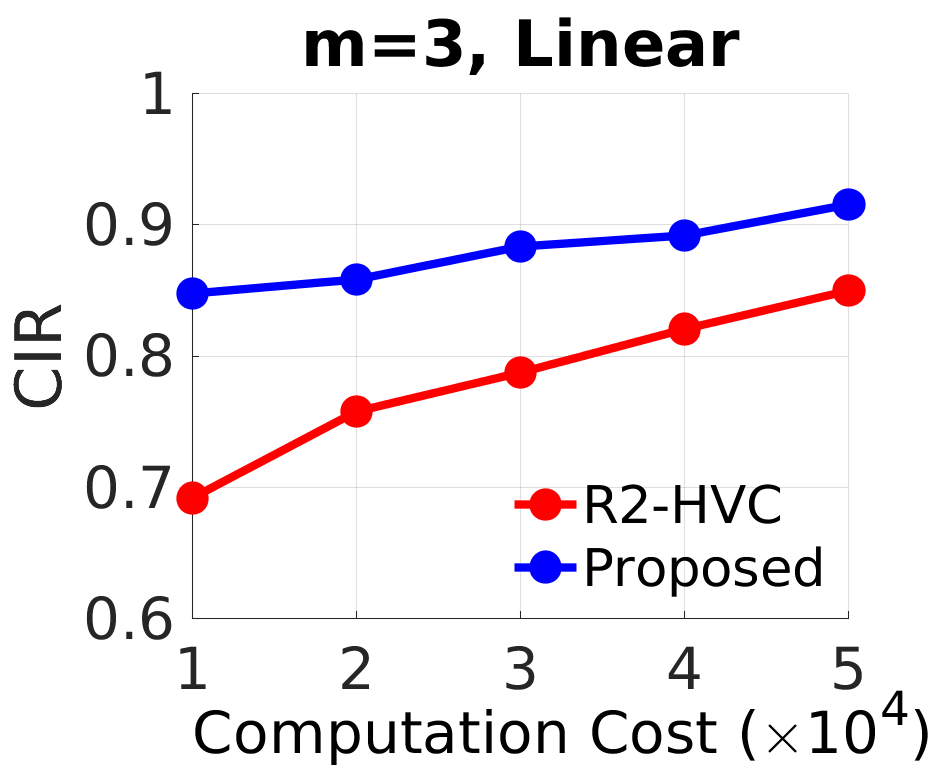 m=3, Linear
1
0.9
0.8
0.7
0.6
CIR
R2-HVC
Proposed
1 2 3 4 5
Computation Cost (×10⁴)